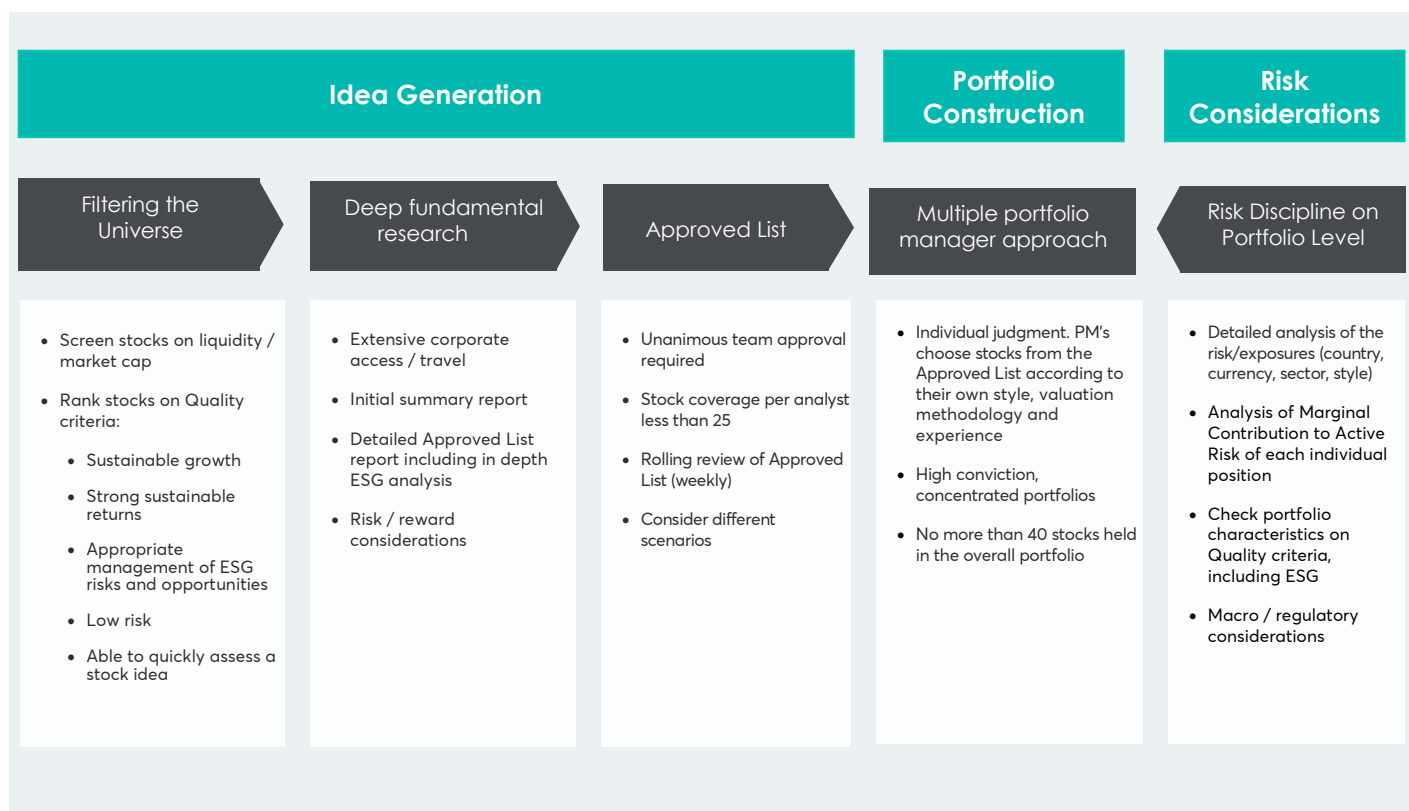 Idea Generation
Portfolio
Construction
Risk
Considerations
Filtering the
Universe
Deep fundamental
research
Approved List
Multiple portfolio
manager approach
Risk Discipline on
Portfolio Level
• Screen stocks on liquidity /
market cap
• Rank stocks on Quality
criteria:
• Sustainable growth
• Strong sustainable
returns
• Appropriate
management of ESG
risks and opportunities
• Low risk
• Able to quickly assess a
stock idea
• Extensive corporate
access / travel
• Initial summary report
• Detailed Approved List
report including in depth
ESG analysis
• Risk / reward
considerations
• Unanimous team approval
required
• Stock coverage per analyst
less than 25
• Rolling review of Approved
List (weekly)
• Consider different
scenarios
• Individual judgment. PM's
choose stocks from the
Approved List according to
their own style, valuation
methodology and
experience
• High conviction,
concentrated portfolios
• No more than 40 stocks held
in the overall portfolio
• Detailed analysis of the
risk/exposures (country,
currency, sector, style)
• Analysis of Marginal
Contribution to Active
Risk of each individual
position
• Check portfolio
characteristics on
Quality criteria,
including ESG
• Macro / regulatory
considerations